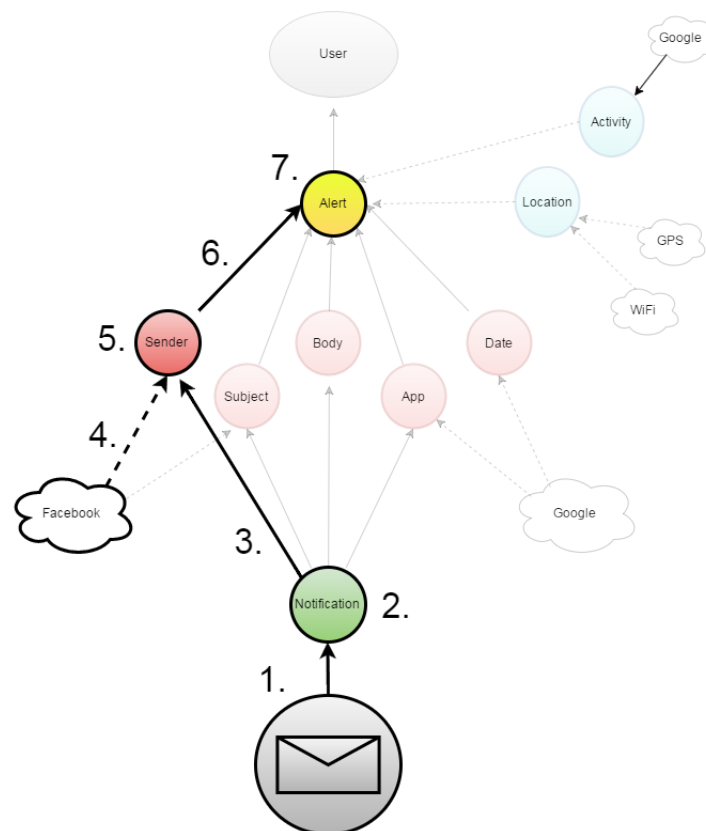 User
Google
Activity
7.
Alert
Location
6.
GPS
WiFi
5.
Sender
Body
Date
Subject
App
4.
Facebook
Google
3.
Notification
2.
1.